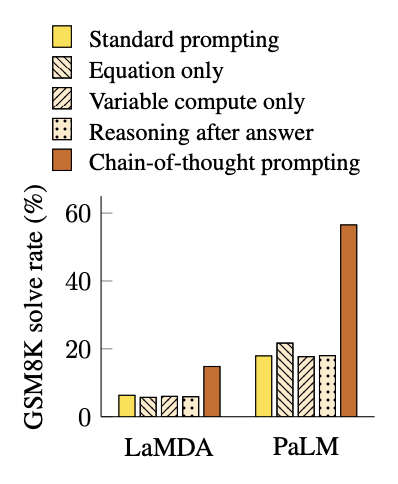 Standard prompting
Equation only
Variable compute only
Reasoning after answer
Chain-of-thought prompting
GSM8K solve rate (%)
60
40
20
0
LaMDA PaLM